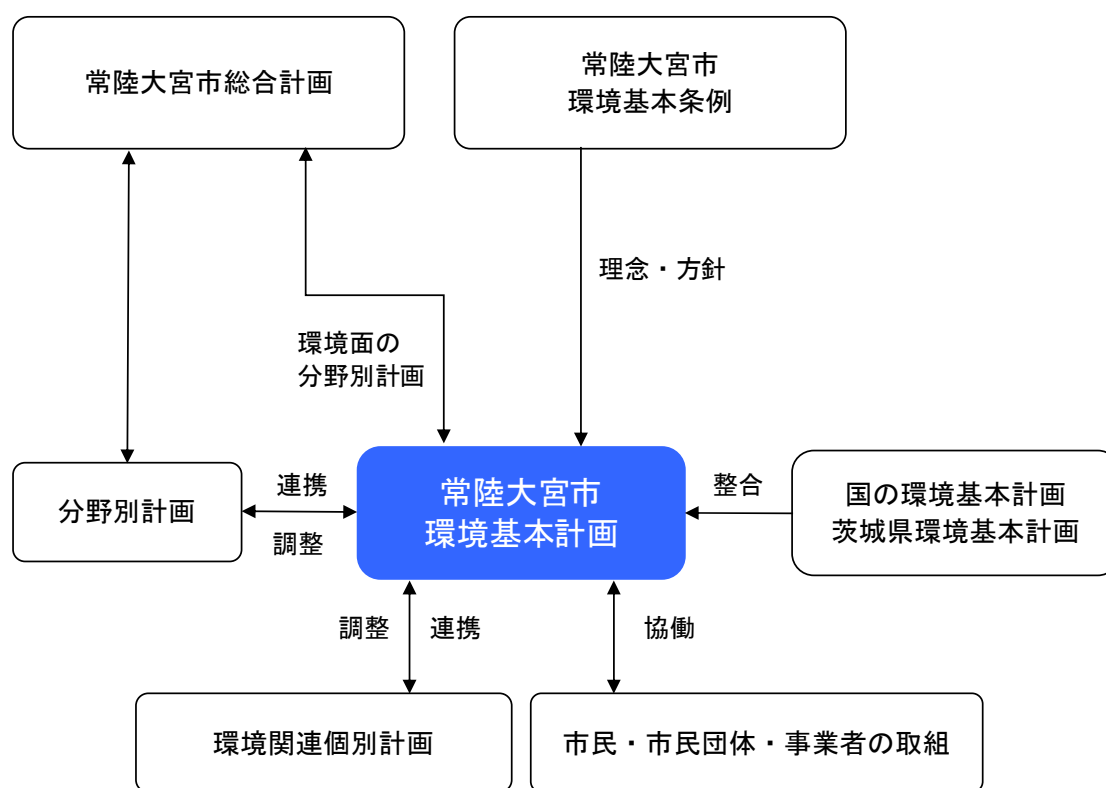 常陸大宮市総合計画
常陸大宮市
環境基本条例
理念・方針
環境面の
分野別計画
分野別計画
連携
調整
常陸大宮市
環境基本計画
整合
国の環境基本計画
茨城県環境基本計画
調整
連携
協働
環境関連個別計画
市民・市民団体・事業者の取組